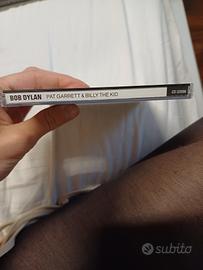 BOB DYLAN PAT GARRETT & BILLY THE KID
subito